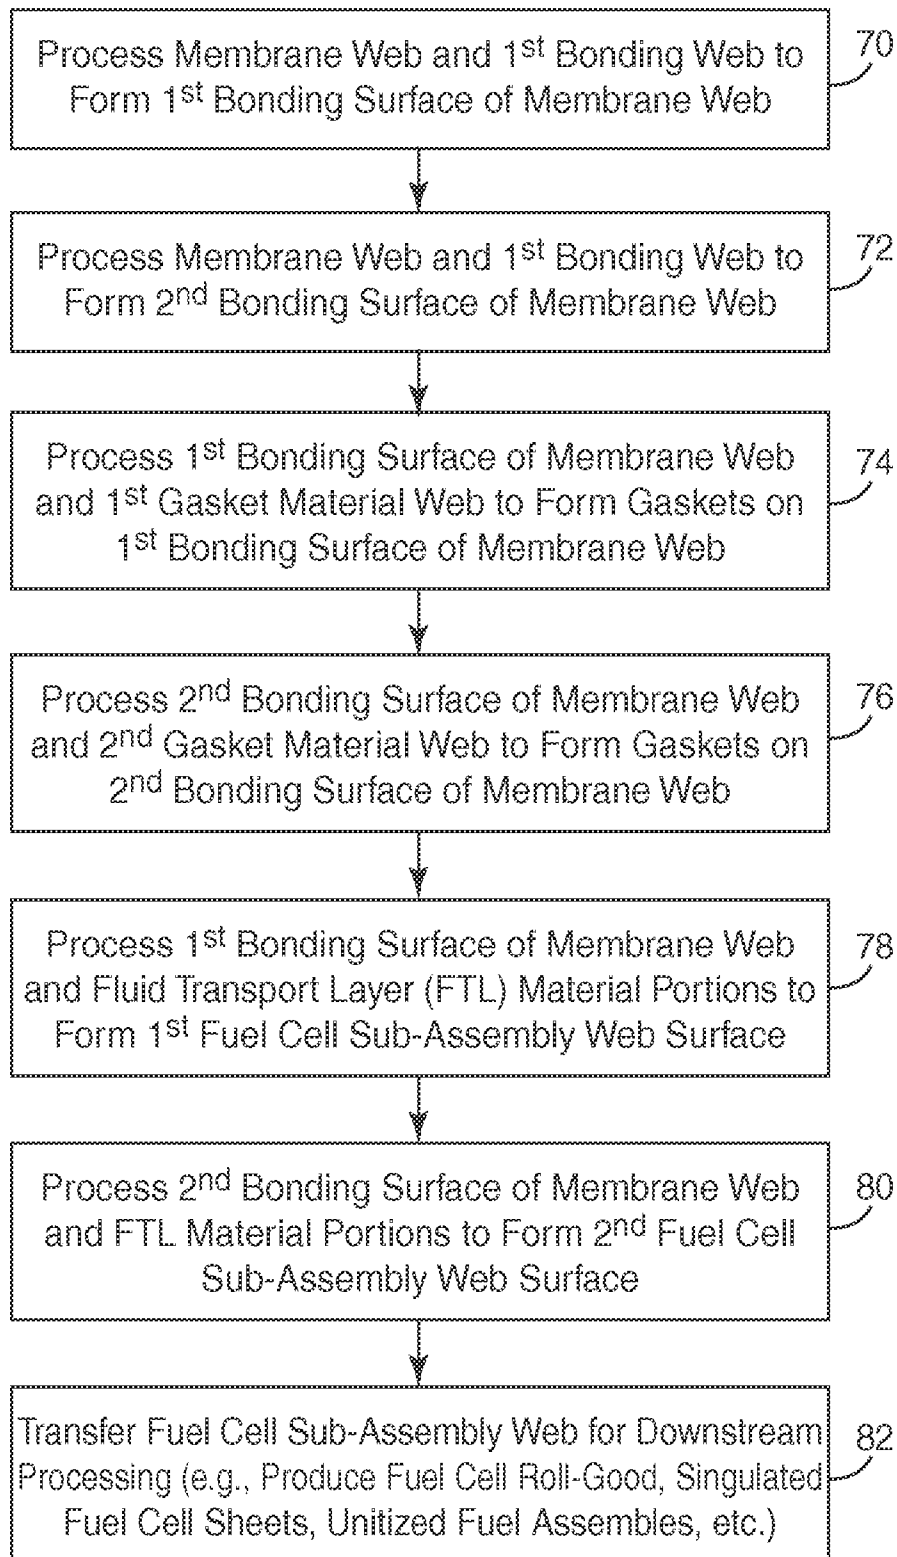 Process Membrane Web and 1st Bonding Web to
Form 1st Bonding Surface of Membrane Web
70
Process Membrane Web and 1st Bonding Web to
Form 2nd Bonding Surface of Membrane Web
72
Process 1st Bonding Surface of Membrane Web
and 1st Gasket Material Web to Form Gaskets on
1st Bonding Surface of Membrane Web
74
Process 2nd Bonding Surface of Membrane Web
and 2nd Gasket Material Web to Form Gaskets on
2nd Bonding Surface of Membrane Web
76
Process 1st Bonding Surface of Membrane Web
and Fluid Transport Layer (FTL) Material Portions to
Form 1st Fuel Cell Sub-Assembly Web Surface
78
Process 2nd Bonding Surface of Membrane Web
and FTL Material Portions to Form 2nd Fuel Cell
Sub-Assembly Web Surface
80
Transfer Fuel Cell Sub-Assembly Web for Downstream
Processing (e.g., Produce Fuel Cell Roll-Good, Singulated
Fuel Cell Sheets, Unitized Fuel Assembles, etc.)
82